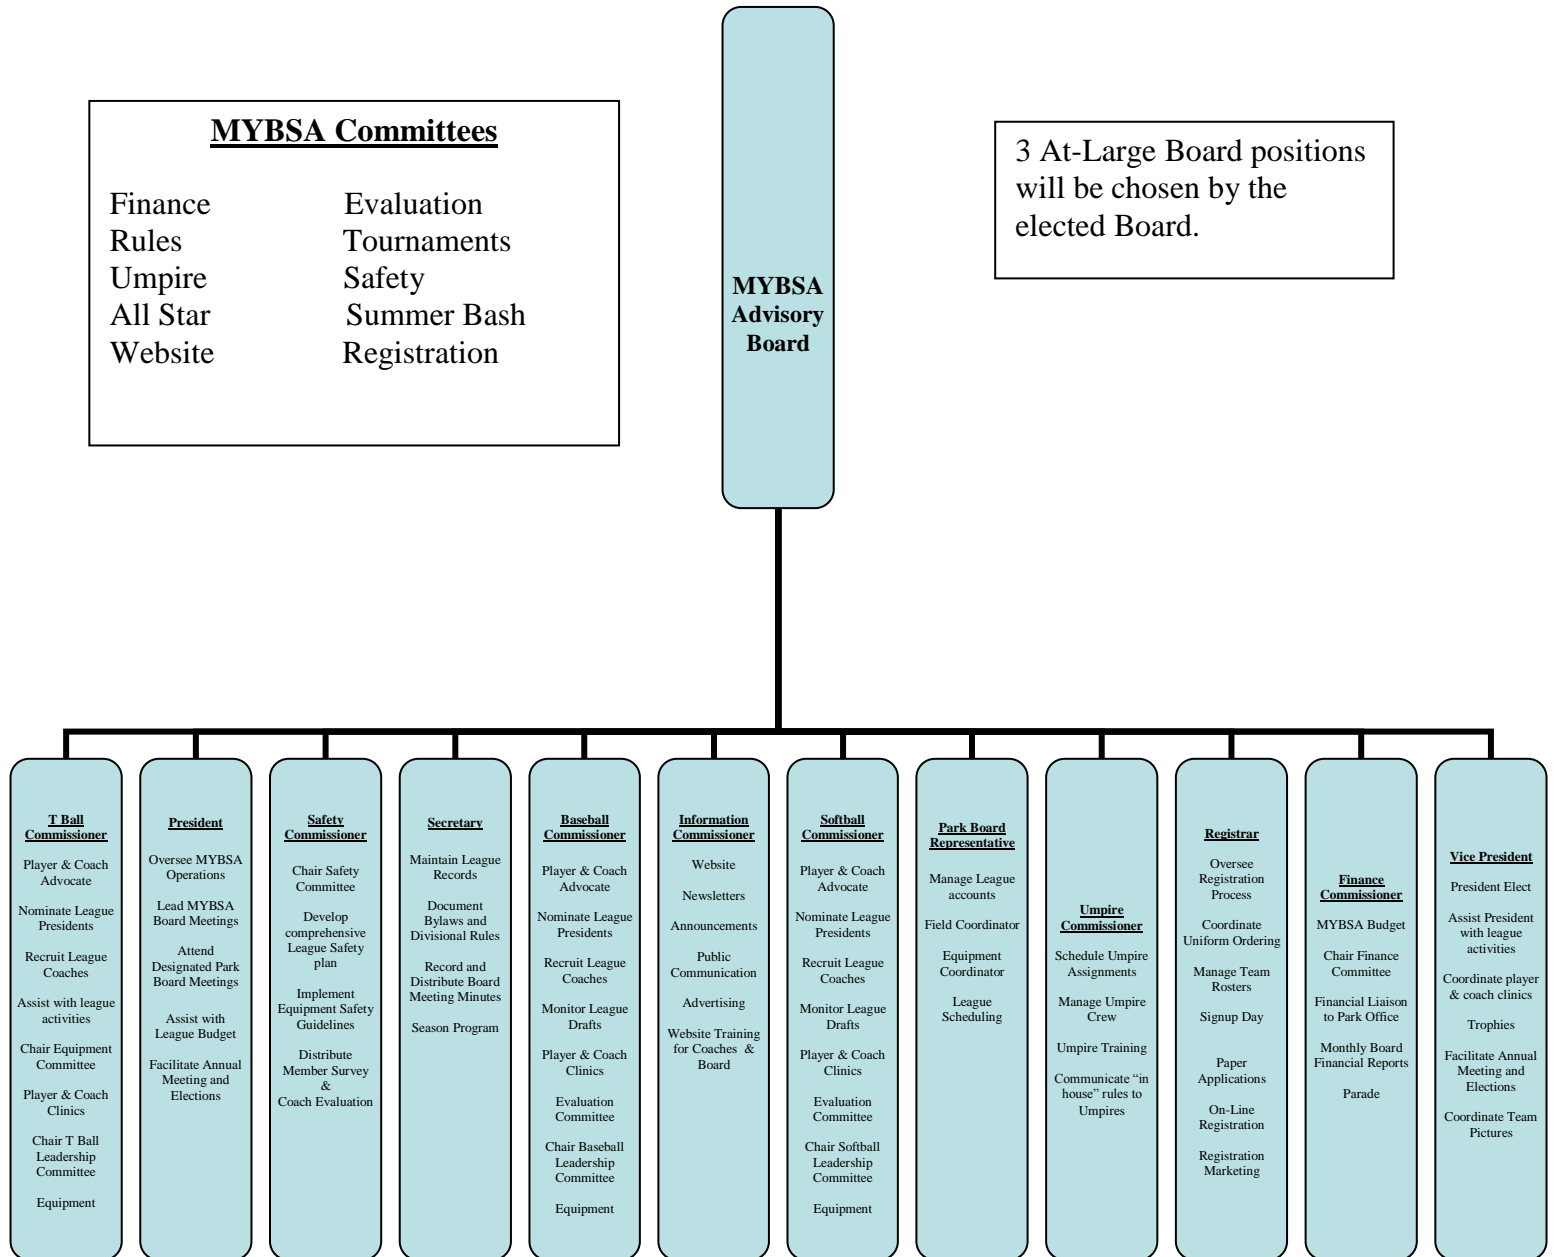 MYBSA Committees
Finance Evaluation
Rules Tournaments
Umpire Safety
All Star Summer Bash
Website Registration
MYBSA
Advisory
Board
3 At-Large Board positions
will be chosen by the
elected Board.
T Ball
Commissioner
Player & Coach
Advocate
Nominate League
Presidents
Recruit League
Coaches
Assist with league
activities
Chair Equipment
Committee
Player & Coach
Clinics
Chair T Ball
Leadership
Committee
Equipment
President
Oversee MYBSA
Operations
Lead MYBSA
Board Meetings
Attend
Designated Park
Board Meetings
Assist with
League Budget
Facilitate Annual
Meeting and
Elections
Safety
Commissioner
Chair Safety
Committee
Develop
comprehensive
League Safety
plan
Implement
Equipment Safety
Guidelines
Distribute
Member Survey
&
Coach Evaluation
Secretary
Maintain League
Records
Document
Bylaws and
Divisional Rules
Record and
Distribute Board
Meeting Minutes
Season Program
Baseball
Commissioner
Player & Coach
Advocate
Nominate League
Presidents
Recruit League
Coaches
Monitor League
Drafts
Player & Coach
Clinics
Evaluation
Committee
Chair Baseball
Leadership
Committee
Equipment
Information
Commissioner
Website
Newsletters
Announcements
Public
Communication
Advertising
Website Training
for Coaches &
Board
Softball
Commissioner
Player & Coach
Advocate
Nominate League
Presidents
Recruit League
Coaches
Monitor League
Drafts
Player & Coach
Clinics
Evaluation
Committee
Chair Softball
Leadership
Committee
Equipment
Park Board
Representative
Manage League
accounts
Field Coordinator
Equipment
Coordinator
League
Scheduling
Umpire
Commissioner
Schedule Umpire
Assignments
Manage Umpire
Crew
Umpire Training
Communicate “in
house” rules to
Umpires
Registrar
Oversee
Registration
Process
Coordinate
Uniform Ordering
Manage Team
Rosters
Signup Day
Paper
Applications
On-Line
Registration
Registration
Marketing
Finance
Commissioner
MYBSA Budget
Chair Finance
Committee
Financial Liaison
to Park Office
Monthly Board
Financial Reports
Parade
Vice President
President Elect
Assist President
with league
activities
Coordinate player
& coach clinics
Trophies
Facilitate Annual
Meeting and
Elections
Coordinate Team
Pictures